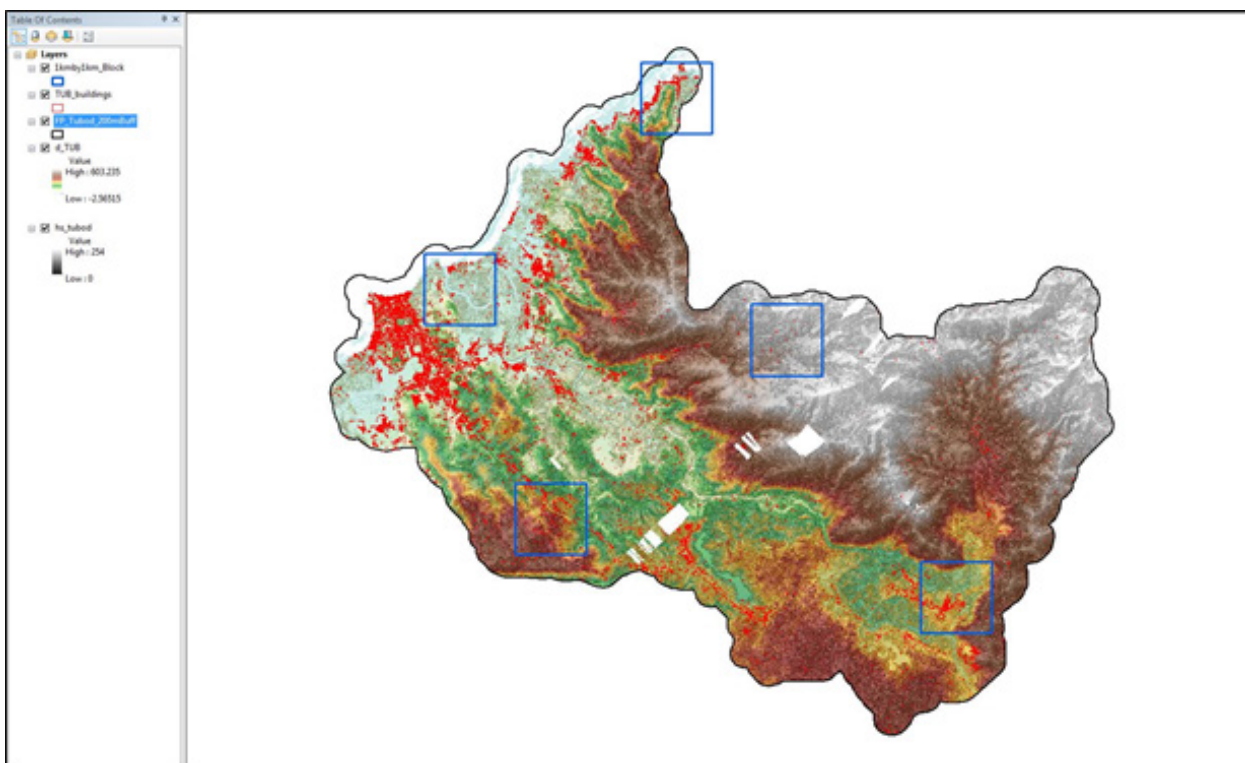 Table Of Contents
Layers
1kmby1km_Block
TUB_buildings
FP_Tubod_200mBuff
d_TUB
Value
High : 603.235
Low : -2.56515
hs_tubod
Value
High : 254
Low : 0